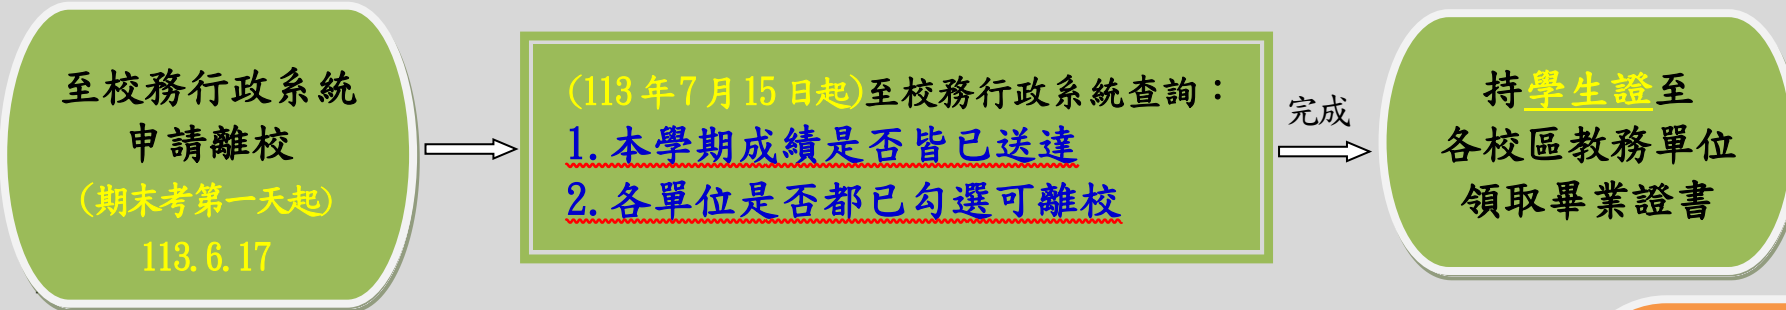 至校務行政系統
申請離校
(期末考第一天起)
113.6.17
(113年7月15日起)至校務行政系統查詢：
1.本學期成績是否皆已送達
2.各單位是否都已勾選可離校
完成
持學生證至
各校區教務單位
領取畢業證書